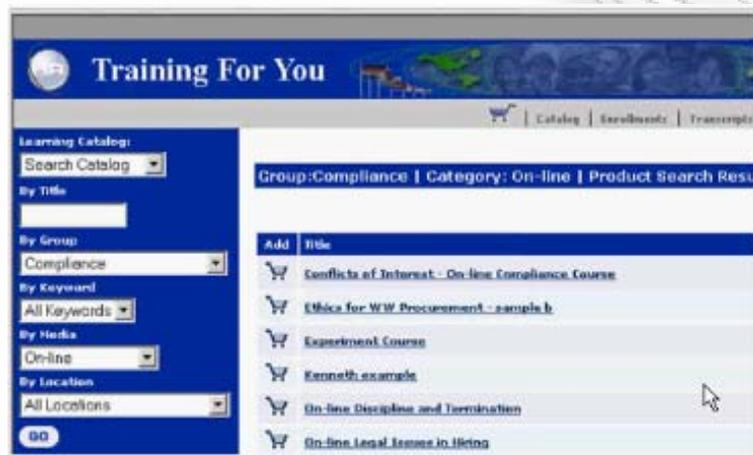 Training For You
Catalog | Enrollments | Transcripts
Learning Catalog:
Search Catalog
By Title
By Group
Compliance
By Keyword
All Keywords
By Media
On-line
By Location
All Locations
GO
Group:Compliance | Category: On-line | Product Search Resu
Add Title
Conflicts of Interest - On-line Compliance Course
Ethics for WW Procurement - sample b
Experiment Course
Kenneth example
On-line Discipline and Termination
On-line Legal Issues in Hiring